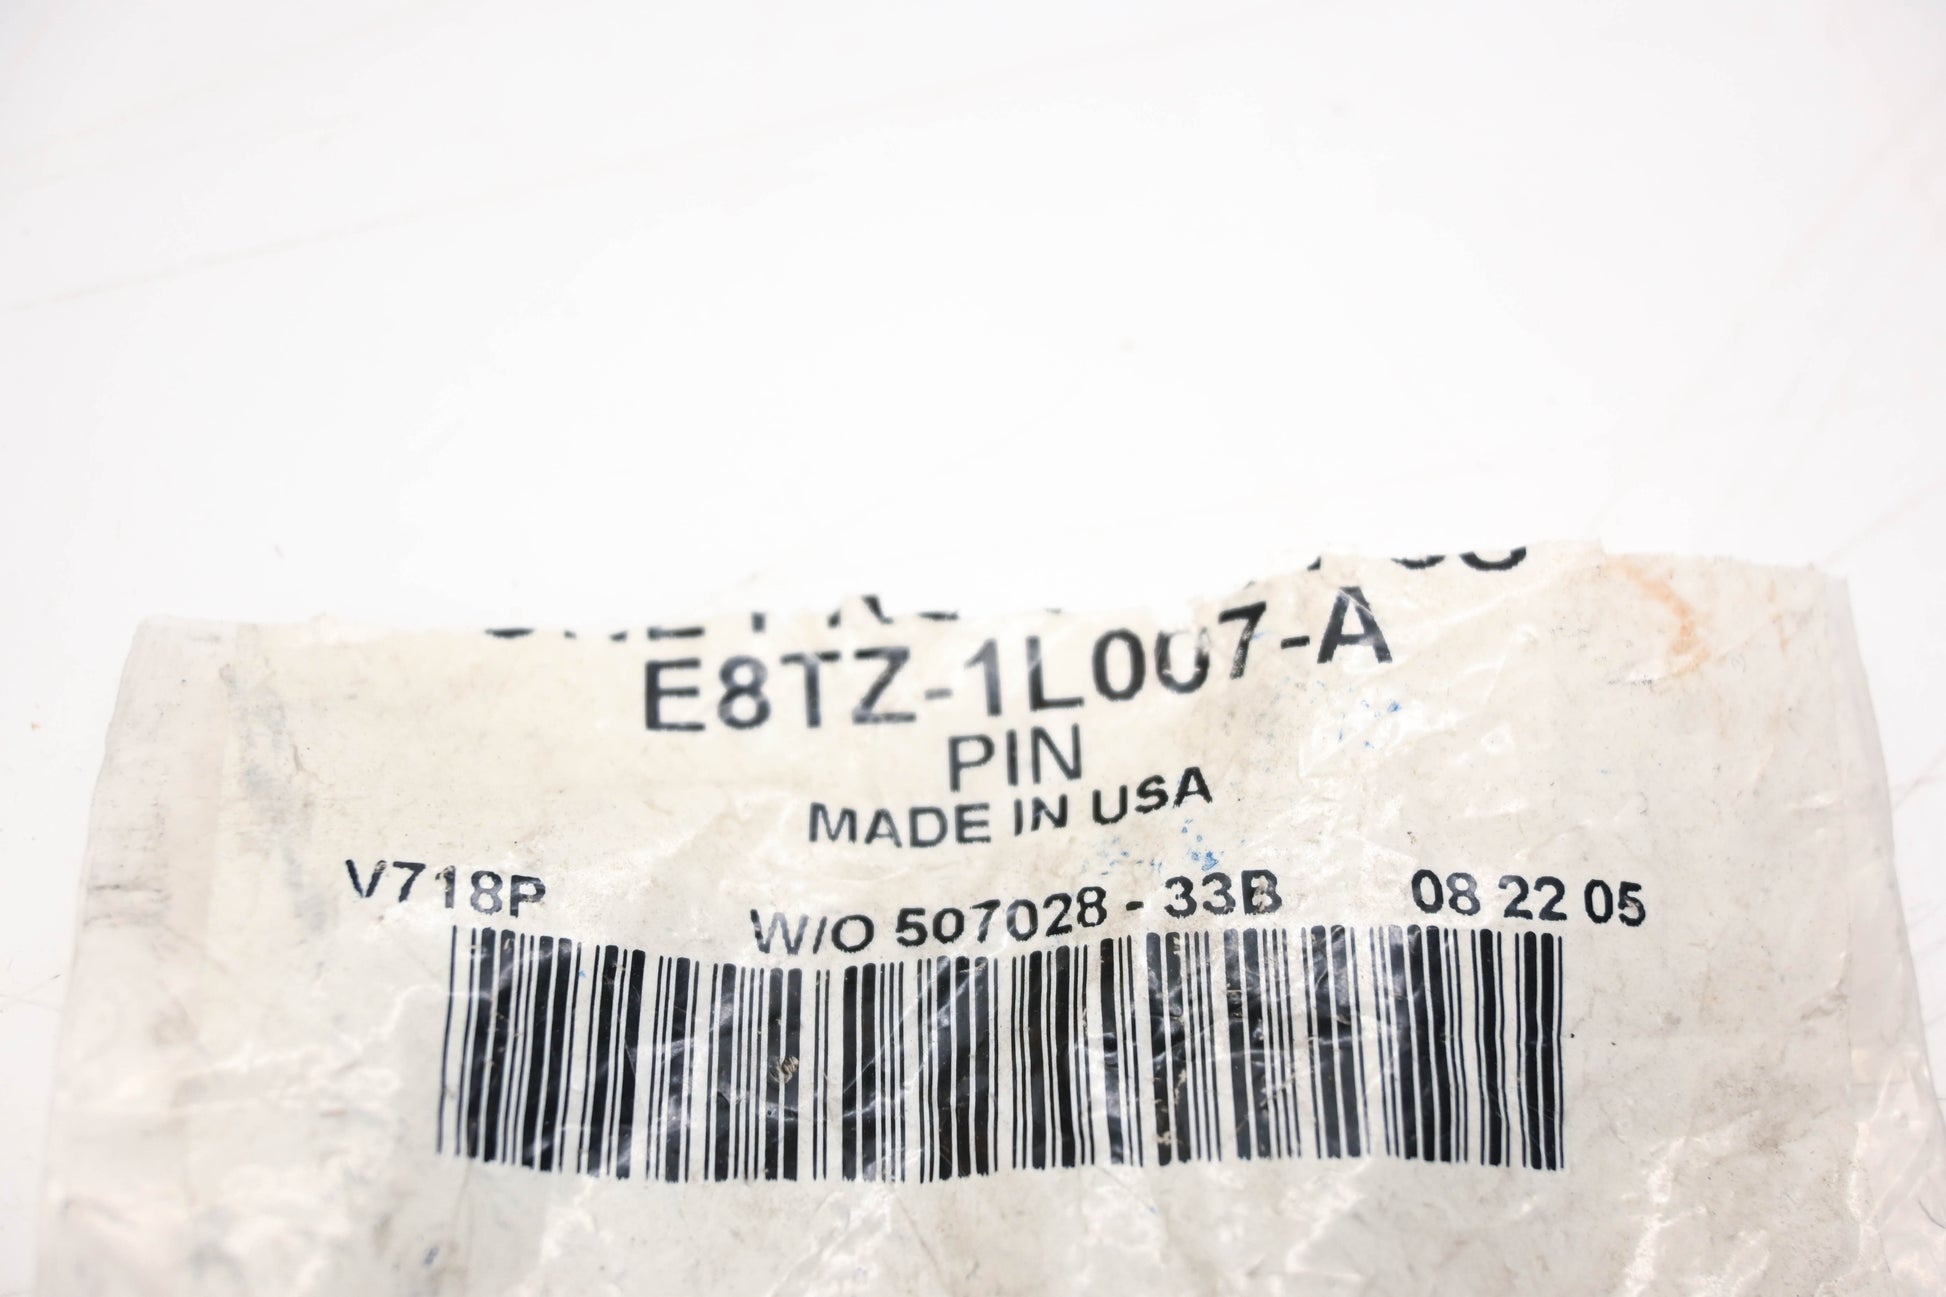 E8TZ-1L007-A
PIN
MADE IN USA
V718P W/O 507028 - 33B 08 22 05